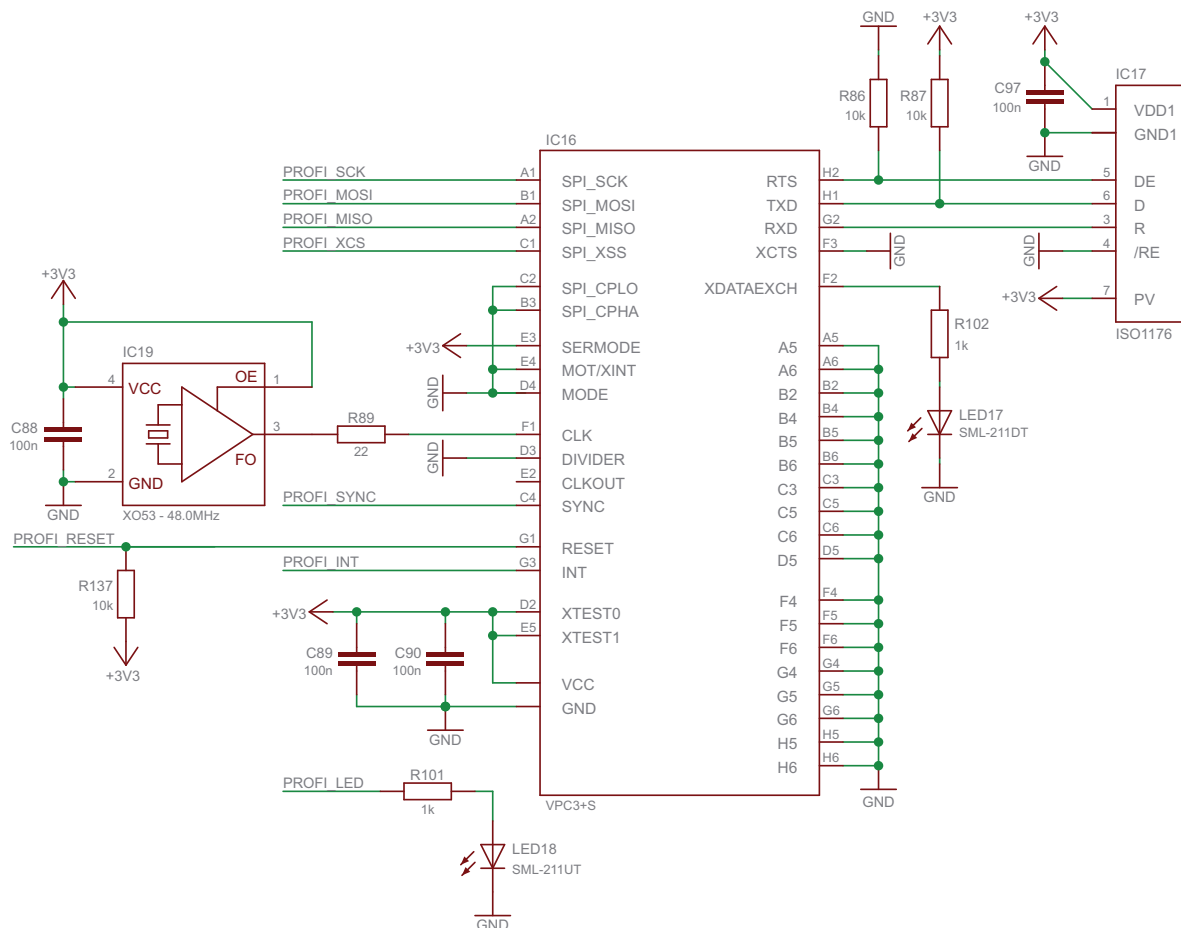 GND
+3V3
+3V3
IC17
R86
10k
R87
10k
C97
100n
1
VDD1
GND1
GND
5
DE
6
D
3
R
4
/RE
GND
+3V3
7
PV
ISO1176
IC16
PROFI_SCK
A1
SPI_SCK
PROFI_MOSI
B1
SPI_MOSI
PROFI_MISO
A2
SPI_MISO
PROFI_XCS
C1
SPI_XSS
C2
SPI_CPLO
B3
SPI_CPHA
+3V3
E3
SERMODE
E4
MOT/XINT
GND
D4
MODE
F1
CLK
GND
D3
DIVIDER
E2
CLKOUT
PROFI_SYNC
C4
SYNC
PROFI_RESET
G1
RESET
PROFI_INT
G3
INT
+3V3
D2
XTEST0
E5
XTEST1
VCC
GND
C89
100n
C90
100n
GND
RTS
H2
TXD
H1
RXD
G2
XCTS
F3
GND
XDATAEXCH
F2
R102
1k
LED17
SML-211DT
GND
A5
A5
A6
A6
B2
B2
B4
B4
B5
B5
B6
B6
C3
C3
C5
C5
C6
C6
D5
D5
F4
F4
F5
F5
F6
F6
G4
G4
G5
G5
G6
G6
H5
H5
H6
H6
GND
VPC3+S
+3V3
IC19
4
VCC
OE
1
C88
100n
3
FO
2
GND
GND
XO53 - 48.0MHz
R89
22
R137
10k
+3V3
PROFI_LED
R101
1k
LED18
SML-211UT
GND